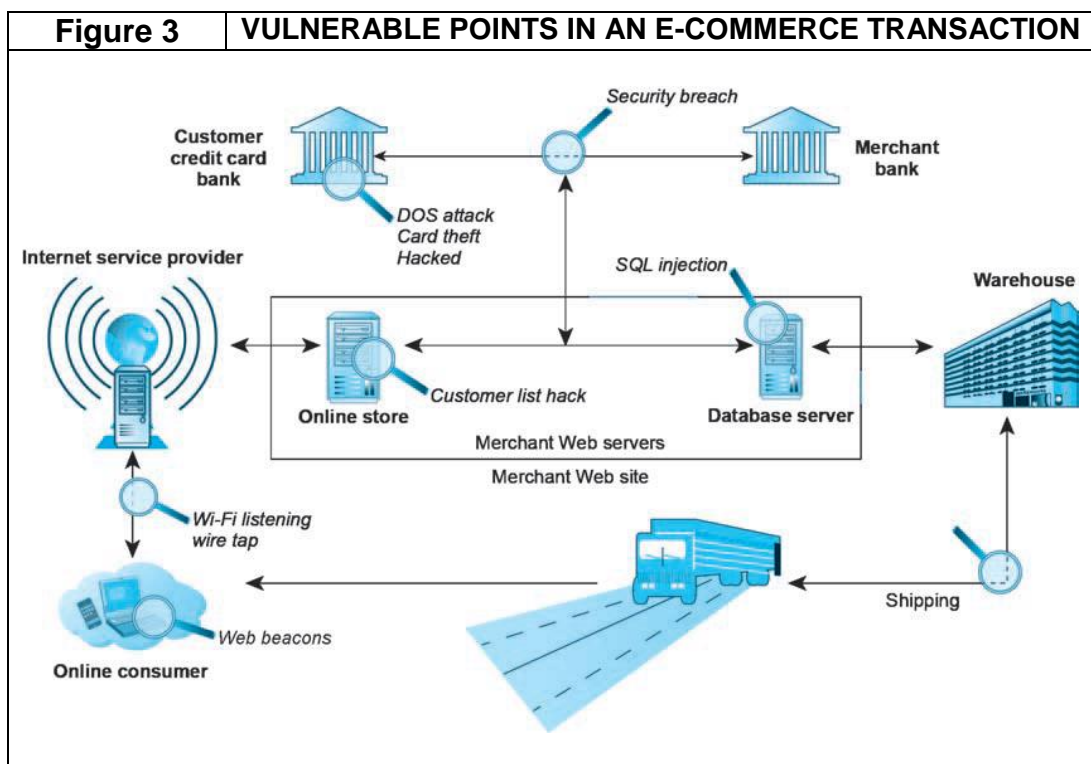 Figure 3
VULNERABLE POINTS IN AN E-COMMERCE TRANSACTION
Security breach
Customer
credit card
bank
Merchant
bank
DOS attack
Card theft
Hacked
Internet service provider
SQL injection
Warehouse
Customer list hack
Online store
Database server
Merchant Web servers
Merchant Web site
Wi-Fi listening
wire tap
Shipping
Web beacons
Online consumer